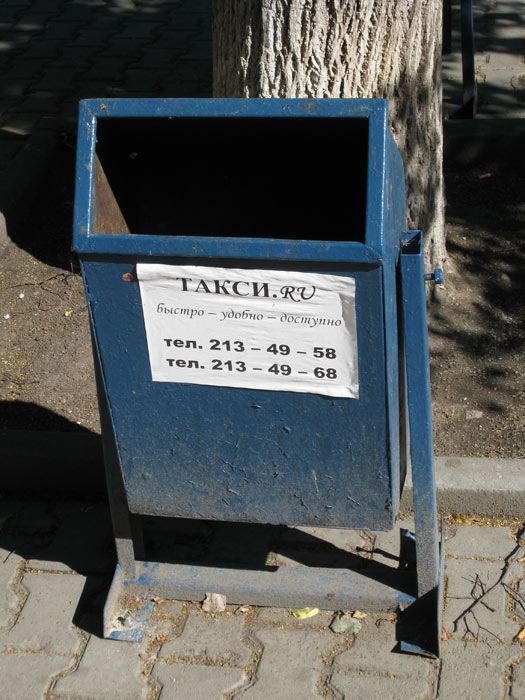 ТАКСИ.RU
быстро – удобно – доступно
тел. 213 – 49 – 58
тел. 213 – 49 – 68